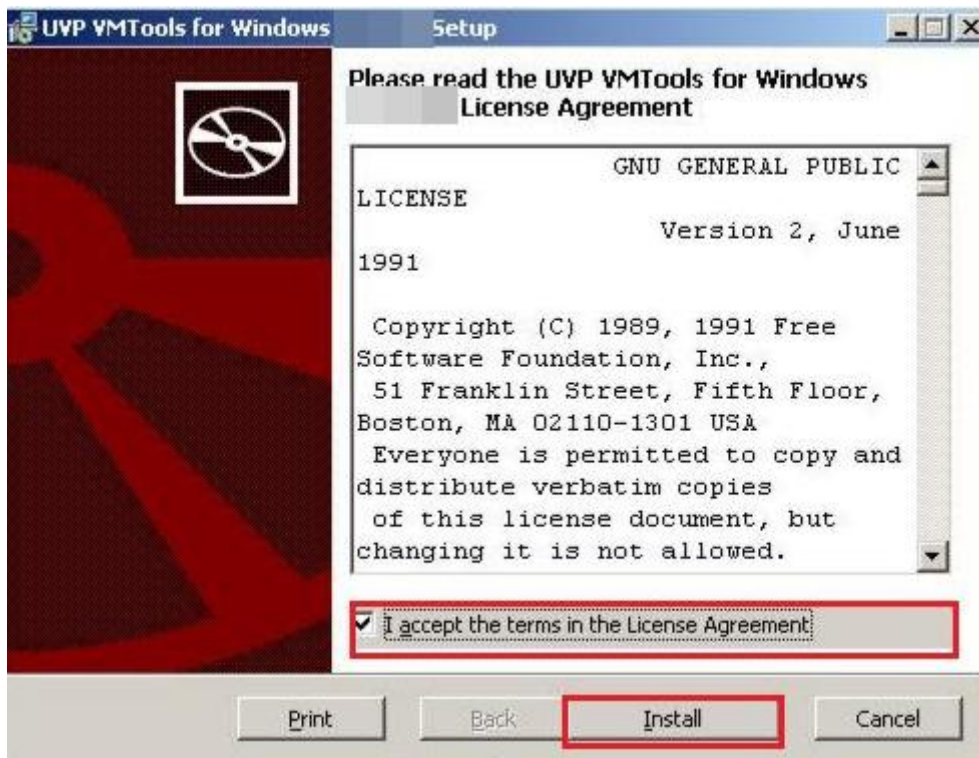 UVP VMTools for Windows Setup
Please read the UVP VMTools for Windows
License Agreement
GNU GENERAL PUBLIC
LICENSE
Version 2, June
1991
Copyright (C) 1989, 1991 Free
Software Foundation, Inc.,
51 Franklin Street, Fifth Floor,
Boston, MA 02110-1301 USA
Everyone is permitted to copy and
distribute verbatim copies
of this license document, but
changing it is not allowed.
I accept the terms in the License Agreement
Print Back Install Cancel